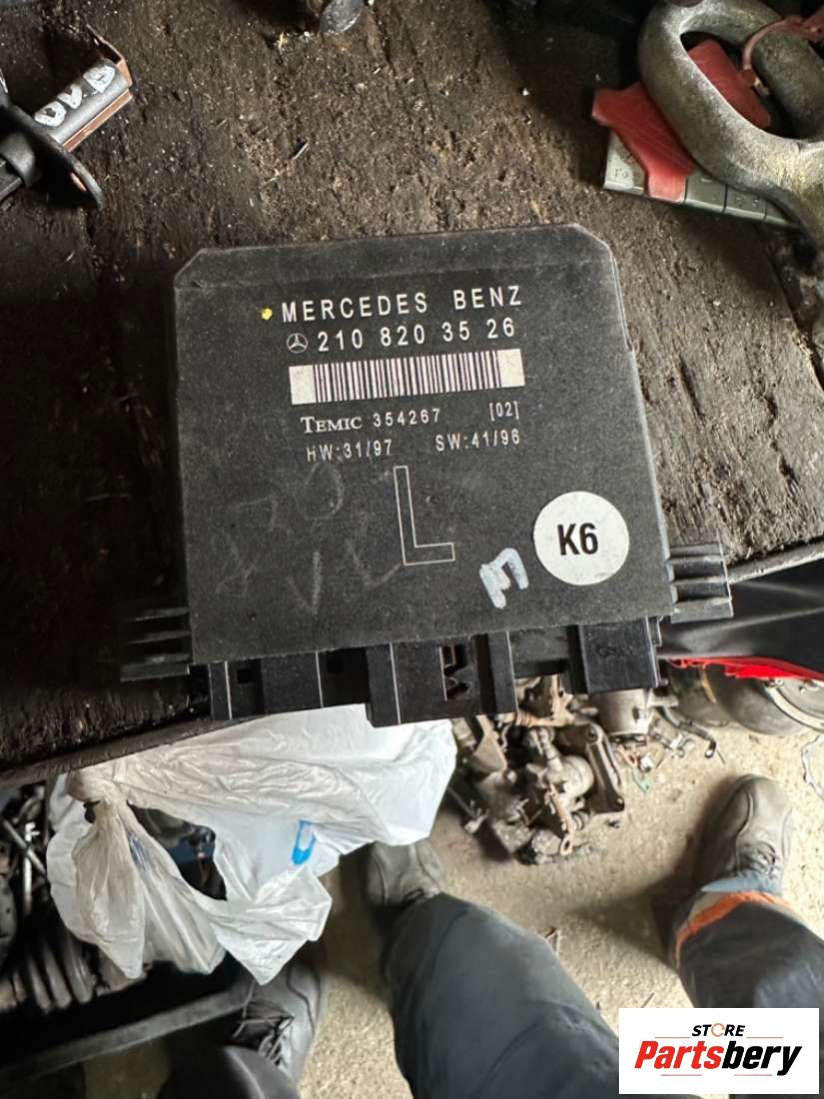 MERCEDES BENZ
210 820 35 26
TEMIC 354267 [02]
HW:31/97 SW:41/96
L
K6
STORE
Partsbery